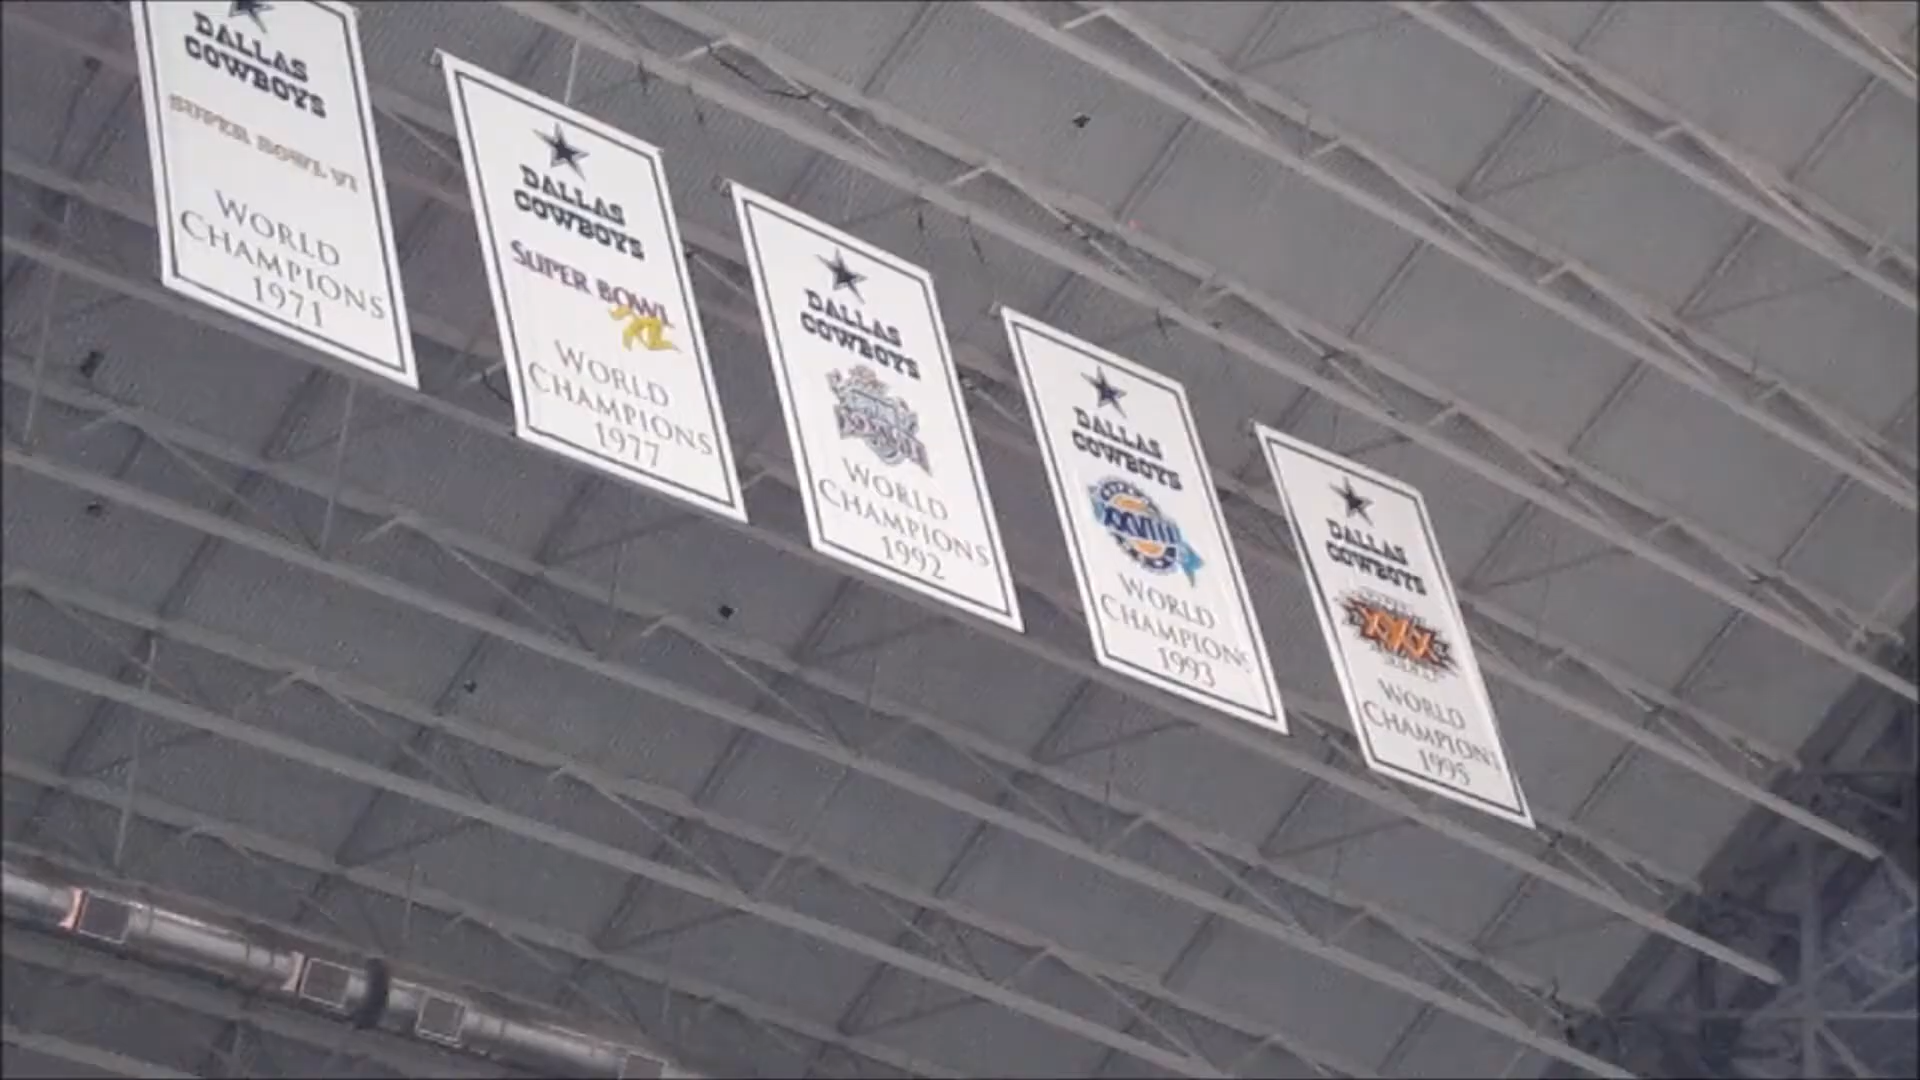 DALLAS
COWBOYS
SUPER BOWL VI
WORLD
CHAMPIONS
1971
DALLAS
COWBOYS
SUPER BOWL
XII
WORLD
CHAMPIONS
1977
DALLAS
COWBOYS
WORLD
CHAMPIONS
1992
DALLAS
COWBOYS
XXVIII
WORLD
CHAMPIONS
1993
DALLAS
COWBOYS
XXX
WORLD
CHAMPIONS
1995